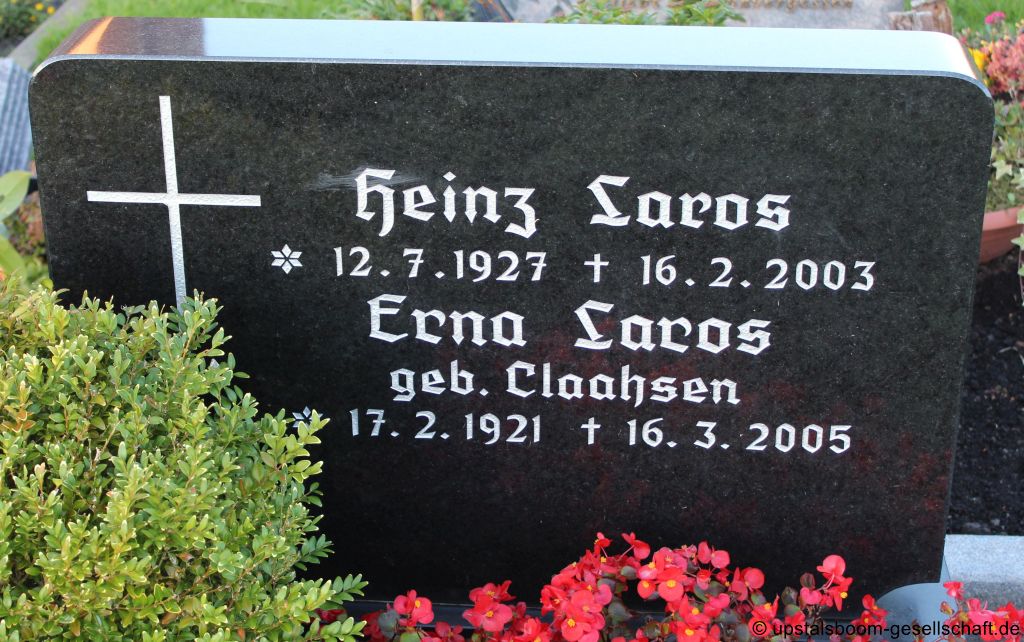 Heinz Laros
* 12.7.1927 † 16.2.2003
Erna Laros
geb. Claahsen
* 17.2.1921 † 16.3.2005
© upstalsboom-gesellschaft.de